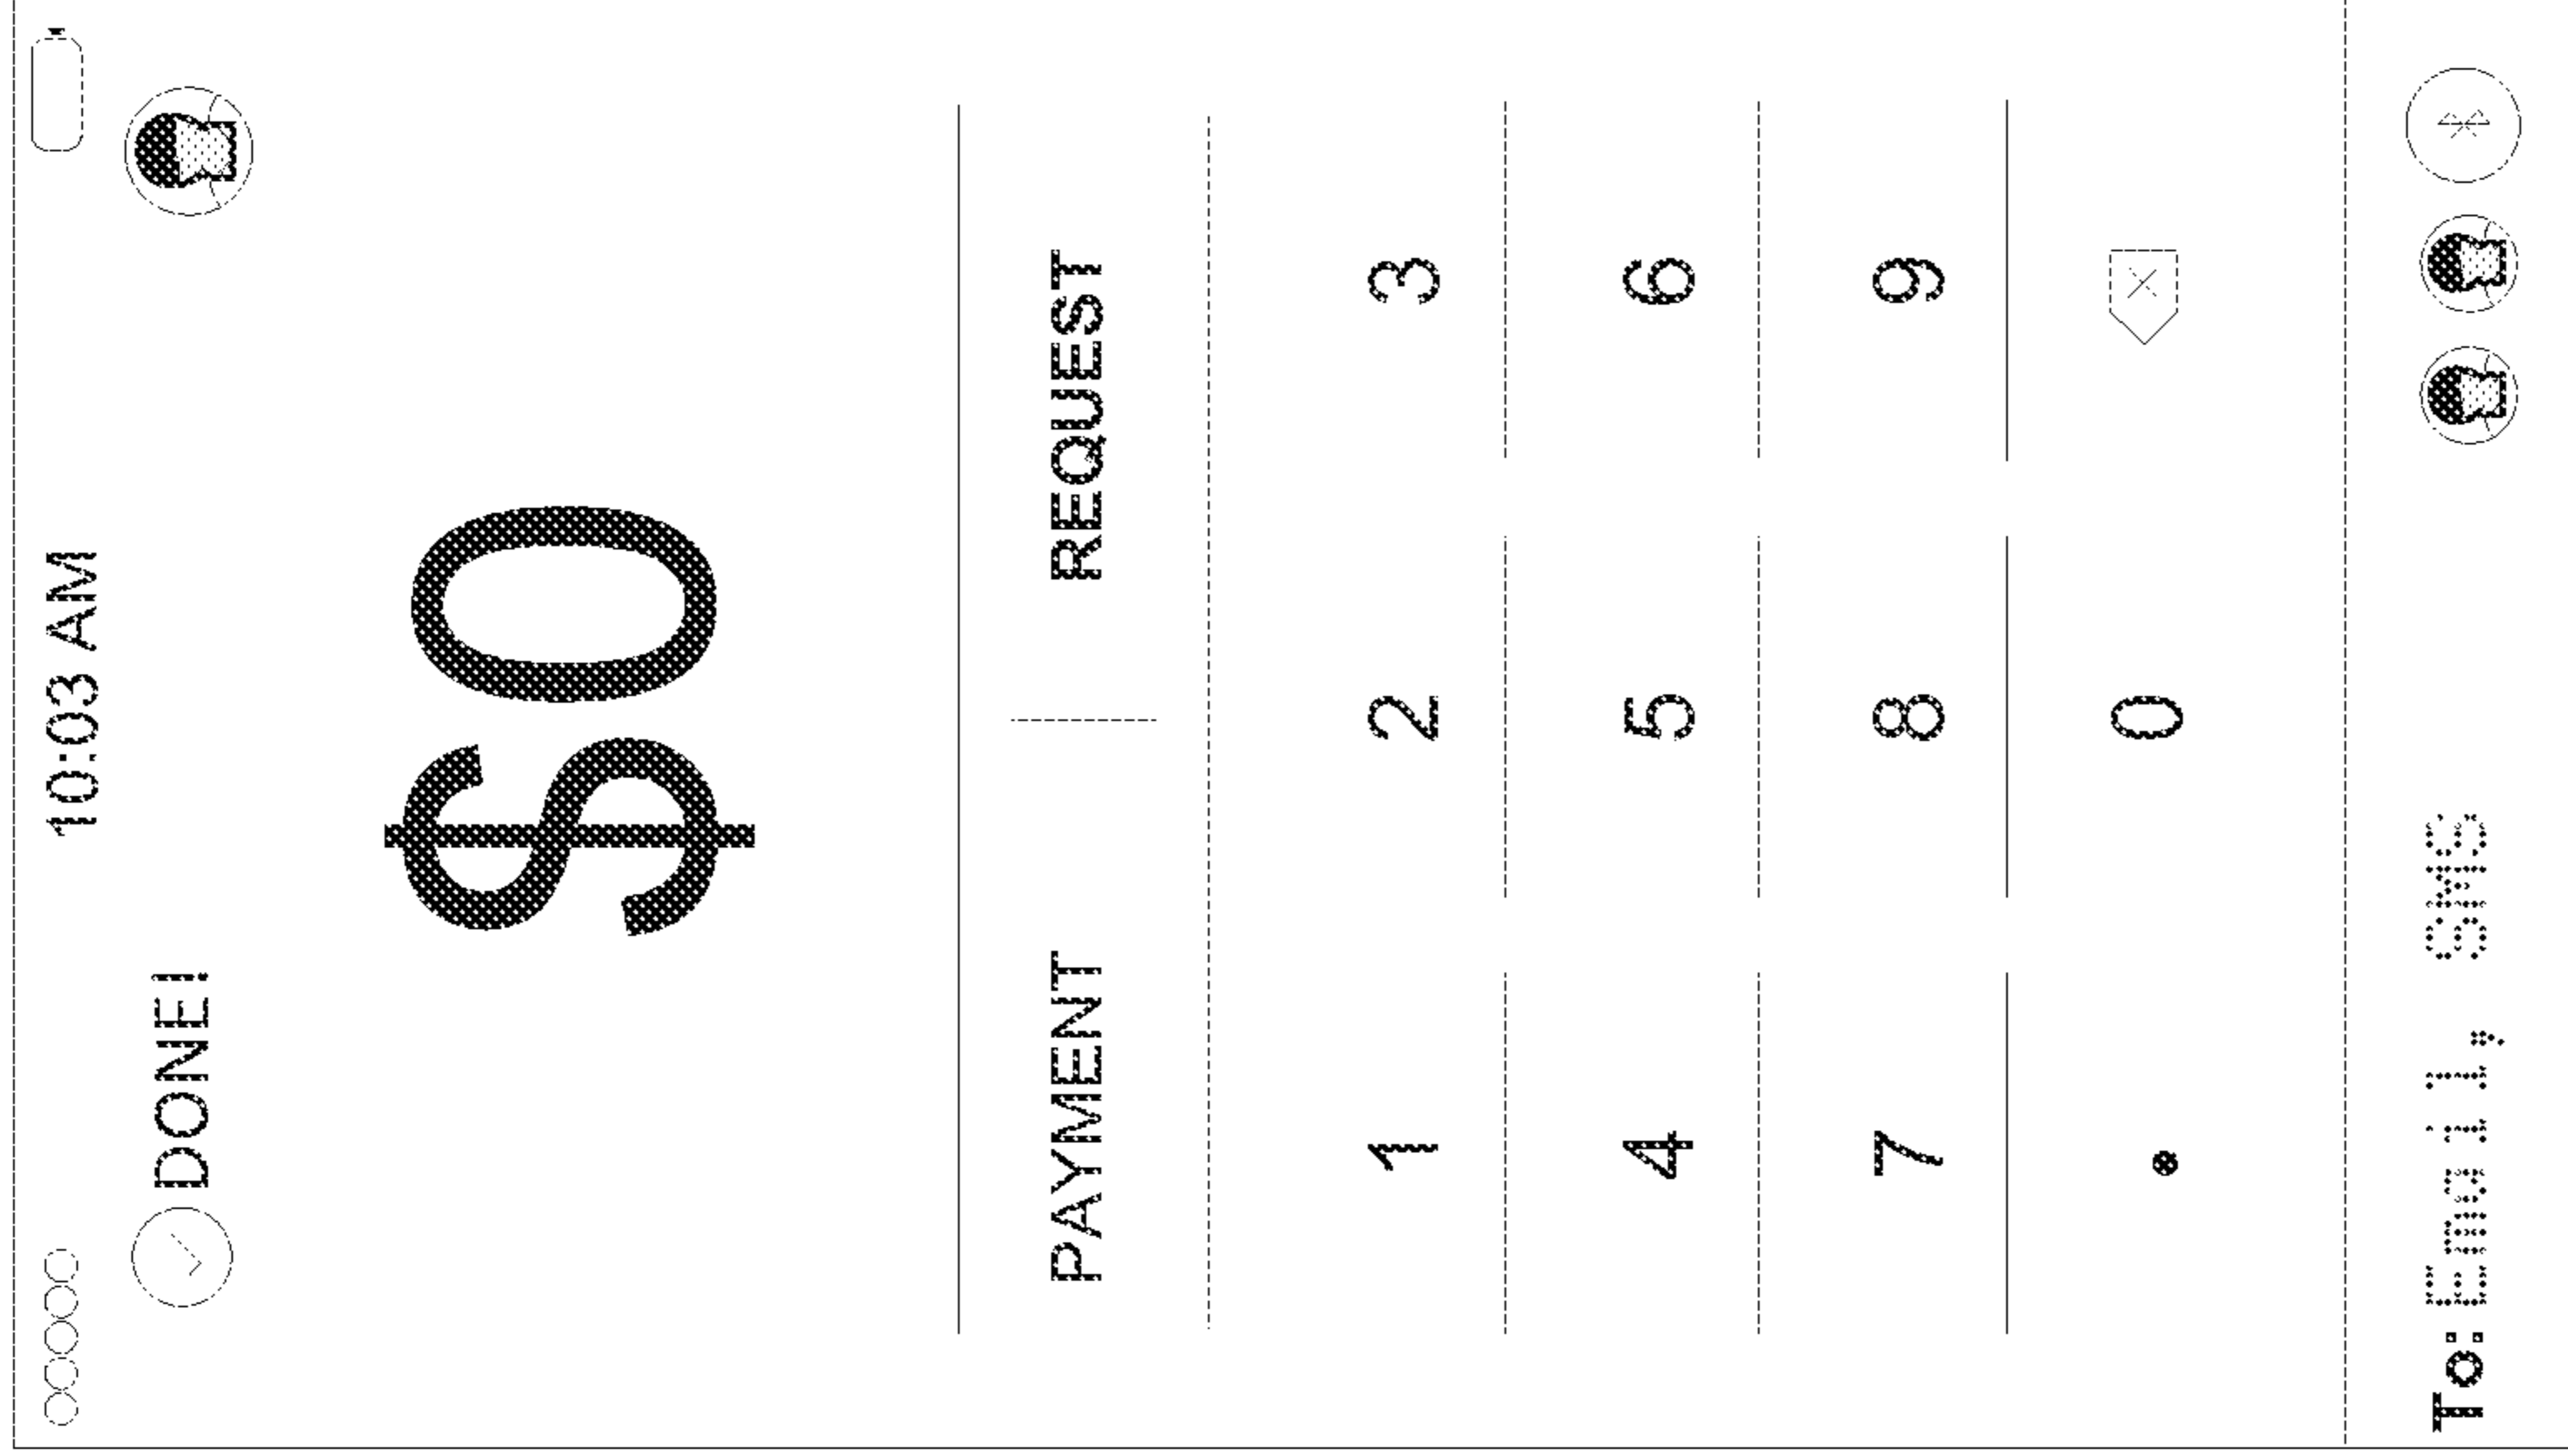 10:03 AM
DONE!
$0
PAYMENT REQUEST
1 2 3
4 5 6
7 8 9
. 0
To: Email, SMS